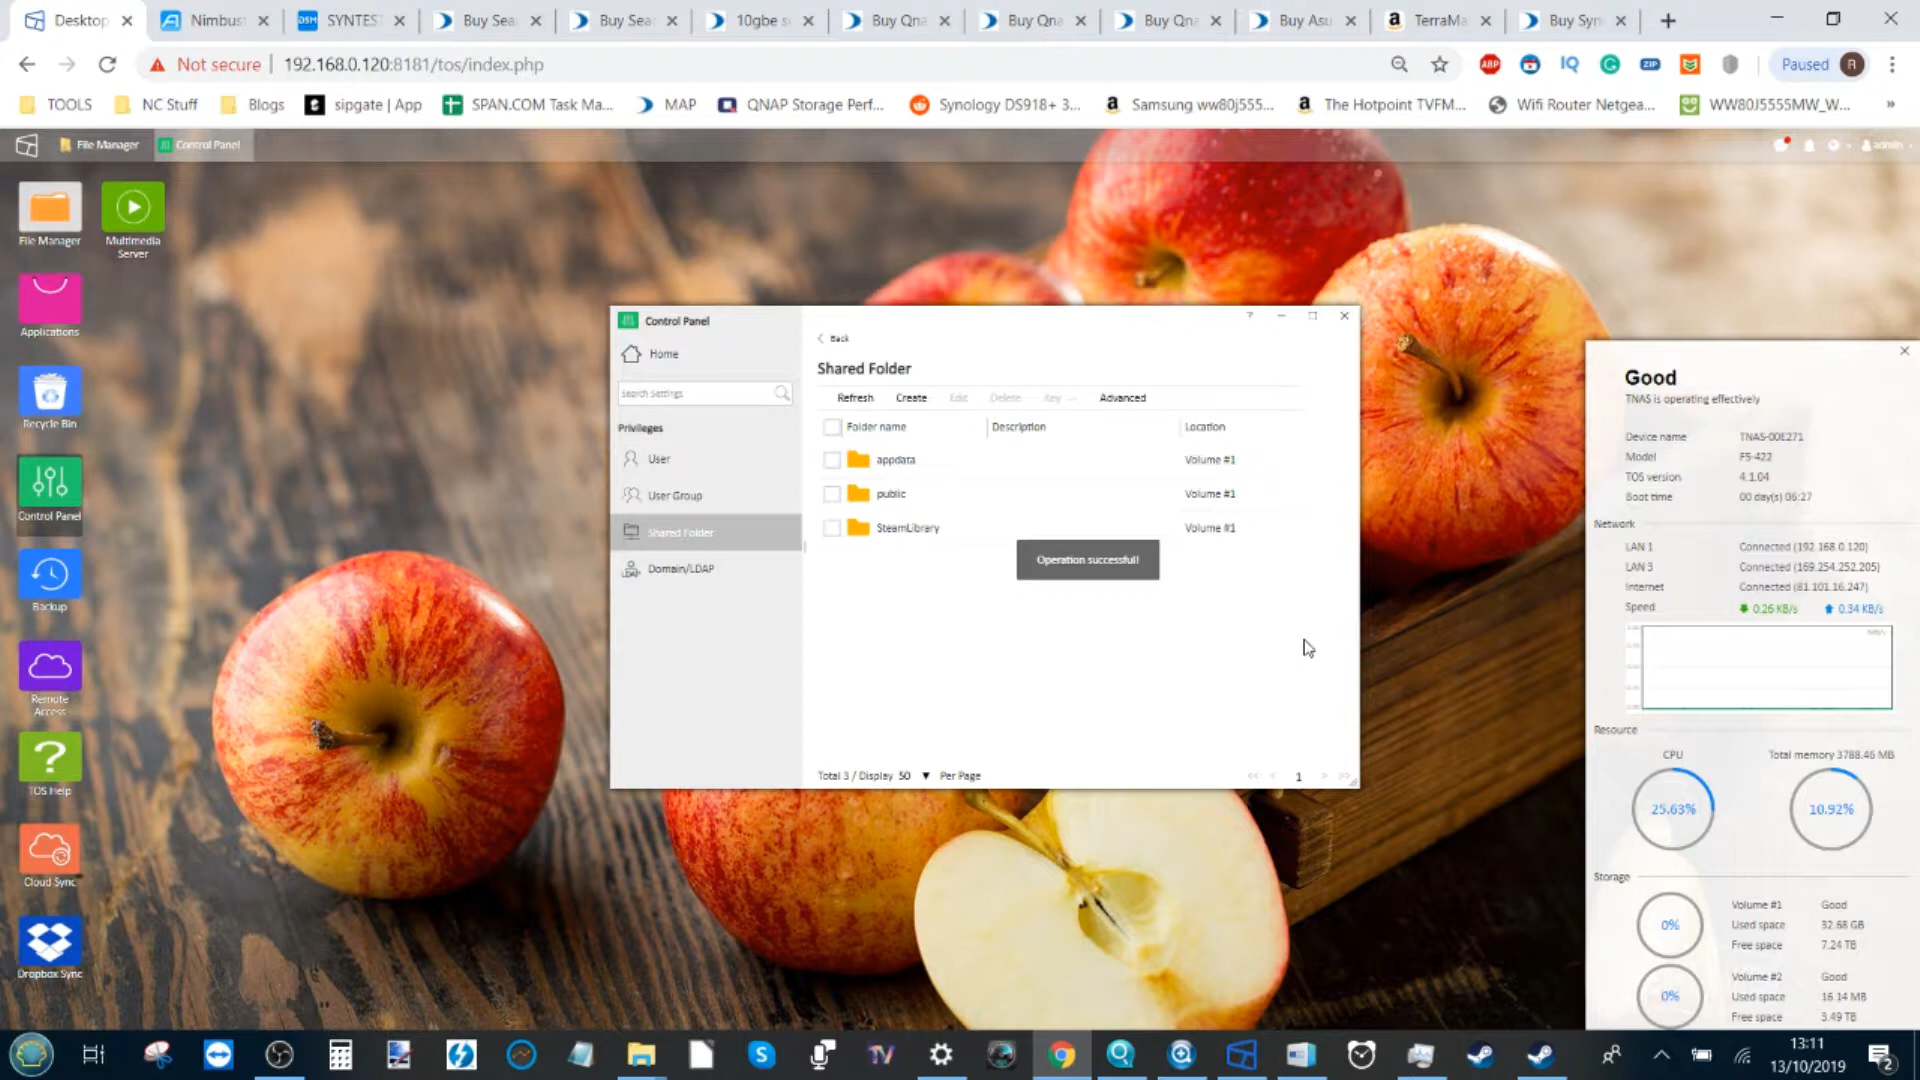 Desktop
Nimbust
SYNTES
Buy Sea
Buy Sea
10gbe s
Buy Qna
Buy Qna
Buy Qna
Buy Asu
TerraMa
Buy Syn
Not secure
192.168.0.120:8181/tos/index.php
Paused
R
TOOLS
NC Stuff
Blogs
sipgate | App
SPAN.COM Task Ma...
MAP
QNAP Storage Perf...
Synology DS918+ 3...
Samsung ww80j555...
The Hotpoint TVFM...
Wifi Router Netgea...
WW80J5555MW_W...
File Manager
Control Panel
admin
File Manager
Multimedia Server
Applications
Recycle Bin
Control Panel
Backup
Remote Access
TOS Help
Cloud Sync
Dropbox Sync
Control Panel
Home
Search Settings
Privileges
User
User Group
Shared Folder
Domain/LDAP
Back
Shared Folder
Refresh Create Edit Delete Key Advanced
Folder name Description Location
appdata Volume #1
public Volume #1
SteamLibrary Volume #1
Operation successful!
Total 3 / Display 50 ▼ Per Page
<< < 1 > >>
Good
TNAS is operating effectively
Device name TNAS-00E271
Model F5-422
TOS version 4.1.04
Boot time 00 day(s) 06:27
Network
LAN 1 Connected (192.168.0.120)
LAN 3 Connected (169.254.252.205)
Internet Connected (81.101.16.247)
Speed 0.26 KB/s 0.34 KB/s
Resource
CPU Total memory 3788.46 MB
25.63% 10.92%
Storage
0%
Volume #1 Good
Used space 32.68 GB
Free space 7.24 TB
0%
Volume #2 Good
Used space 16.14 MB
Free space 3.49 TB
13:11
13/10/2019
2